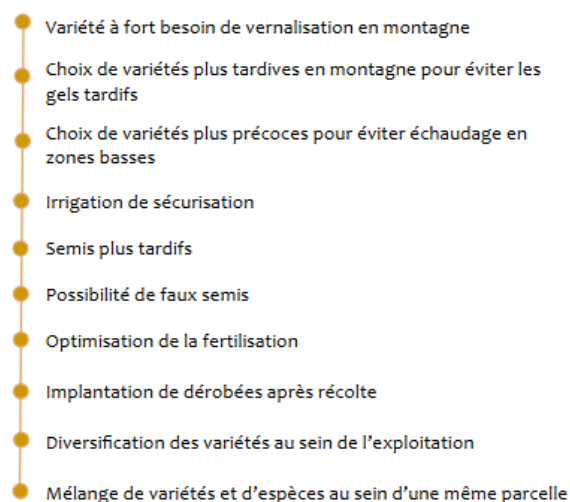 Variété à fort besoin de vernalisation en montagne
Choix de variétés plus tardives en montagne pour éviter les
gels tardifs
Choix de variétés plus précoces pour éviter échaudage en
zones basses
Irrigation de sécurisation
Semis plus tardifs
Possibilité de faux semis
Optimisation de la fertilisation
Implantation de dérobées après récolte
Diversification des variétés au sein de l'exploitation
Mélange de variétés et d'espèces au sein d'une même parcelle